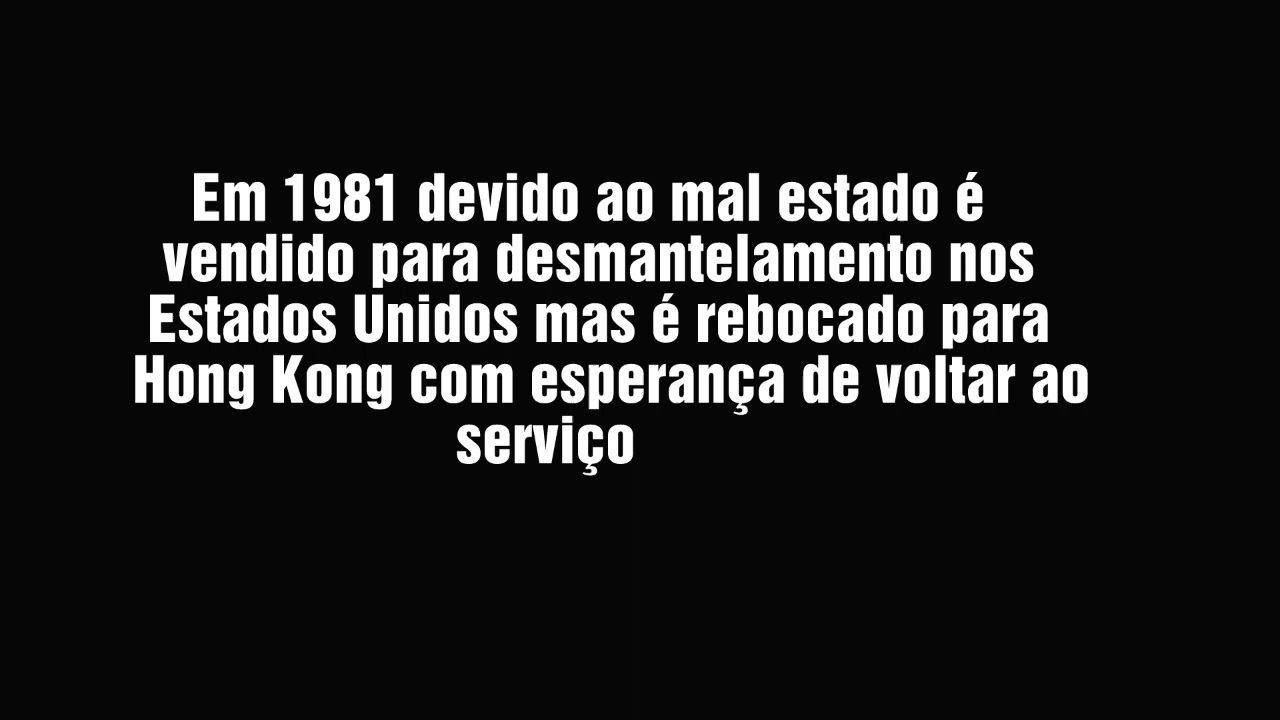 Em 1981 devido ao mal estado é
vendido para desmantelamento nos
Estados Unidos mas é rebocado para
Hong Kong com esperança de voltar ao
serviço